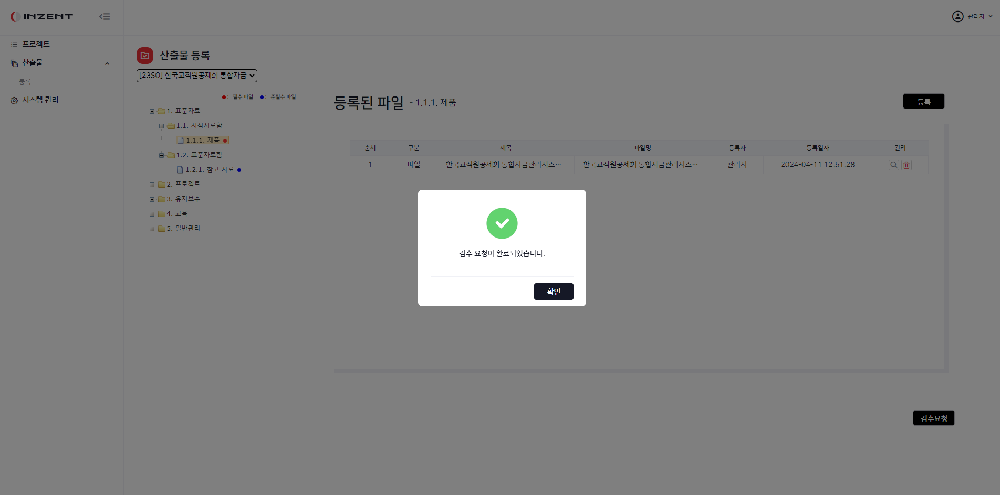 INZENT
관리자
프로젝트
산출물
등록
시스템 관리
산출물 등록
[23S0] 한국교직원공제회 통합자금
: 필수 파일 : 준필수 파일
1. 표준자료
1.1. 지식자료함
1.1.1. 제품
1.2. 표준자료함
1.2.1. 참고 자료
2. 프로젝트
3. 유지보수
4. 교육
5. 일반관리
등록된 파일 - 1.1.1. 제품
등록
순서 구분 제목 파일명 등록자 등록일자 관리
1 파일 한국교직원공제회 통합자금관리시스… 한국교직원공제회 통합자금관리시스… 관리자 2024-04-11 12:51:28
검수 요청이 완료되었습니다.
확인
검수요청